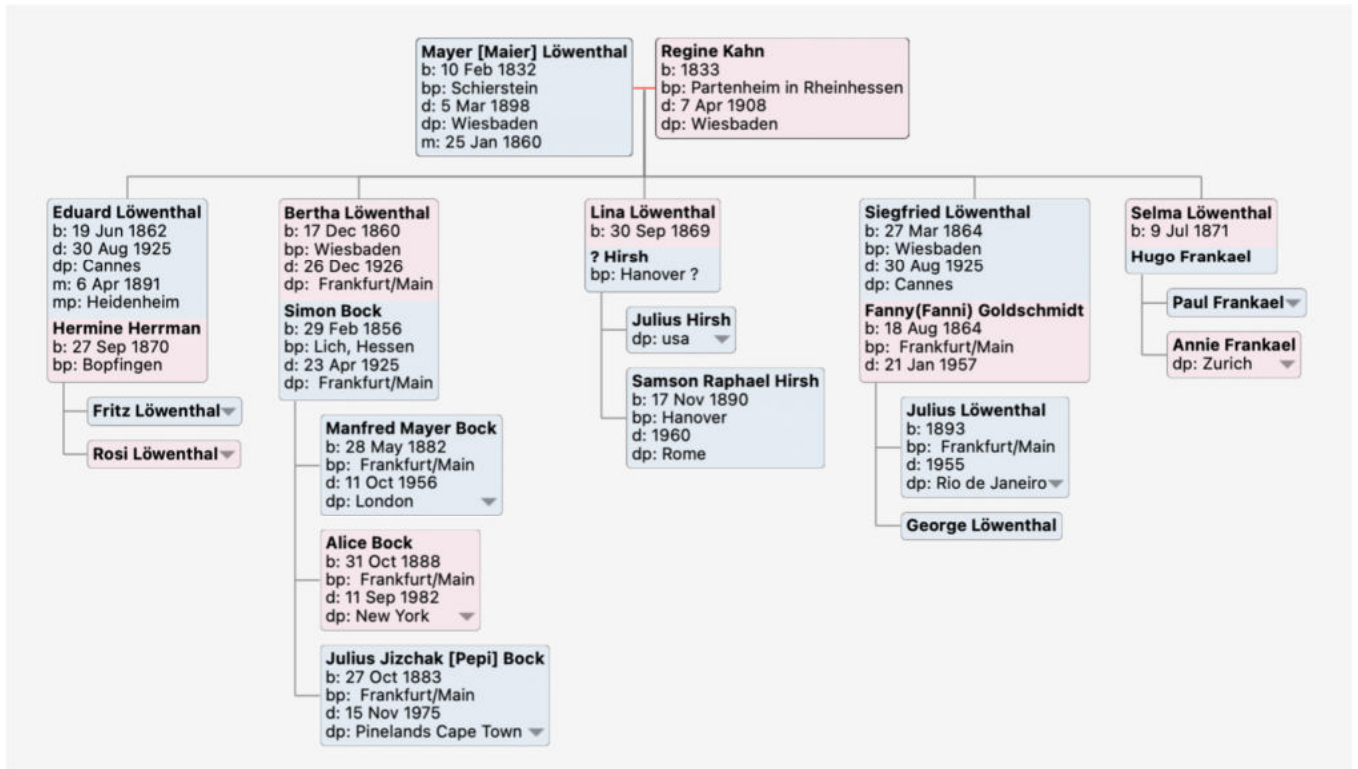 Mayer [Maier] Löwenthal
b: 10 Feb 1832
bp: Schierstein
d: 5 Mar 1898
dp: Wiesbaden
m: 25 Jan 1860
Regine Kahn
b: 1833
bp: Partenheim in Rheinhessen
d: 7 Apr 1908
dp: Wiesbaden
Eduard Löwenthal
b: 19 Jun 1862
d: 30 Aug 1925
dp: Cannes
m: 6 Apr 1891
mp: Heidenheim
Hermine Herrman
b: 27 Sep 1870
bp: Bopfingen
Fritz Löwenthal
Rosi Löwenthal
Bertha Löwenthal
b: 17 Dec 1860
bp: Wiesbaden
d: 26 Dec 1926
dp: Frankfurt/Main
Simon Bock
b: 29 Feb 1856
bp: Lich, Hessen
d: 23 Apr 1925
dp: Frankfurt/Main
Manfred Mayer Bock
b: 28 May 1882
bp: Frankfurt/Main
d: 11 Oct 1956
dp: London
Alice Bock
b: 31 Oct 1888
bp: Frankfurt/Main
d: 11 Sep 1982
dp: New York
Julius Jizchak [Pepi] Bock
b: 27 Oct 1883
bp: Frankfurt/Main
d: 15 Nov 1975
dp: Pinelands Cape Town
Lina Löwenthal
b: 30 Sep 1869
? Hirsh
bp: Hanover ?
Julius Hirsh
dp: usa
Samson Raphael Hirsh
b: 17 Nov 1890
bp: Hanover
d: 1960
dp: Rome
Siegfried Löwenthal
b: 27 Mar 1864
bp: Wiesbaden
d: 30 Aug 1925
dp: Cannes
Fanny(Fanni) Goldschmidt
b: 18 Aug 1864
bp: Frankfurt/Main
d: 21 Jan 1957
Julius Löwenthal
b: 1893
bp: Frankfurt/Main
d: 1955
dp: Rio de Janeiro
George Löwenthal
Selma Löwenthal
b: 9 Jul 1871
Hugo Frankael
Paul Frankael
Annie Frankael
dp: Zurich